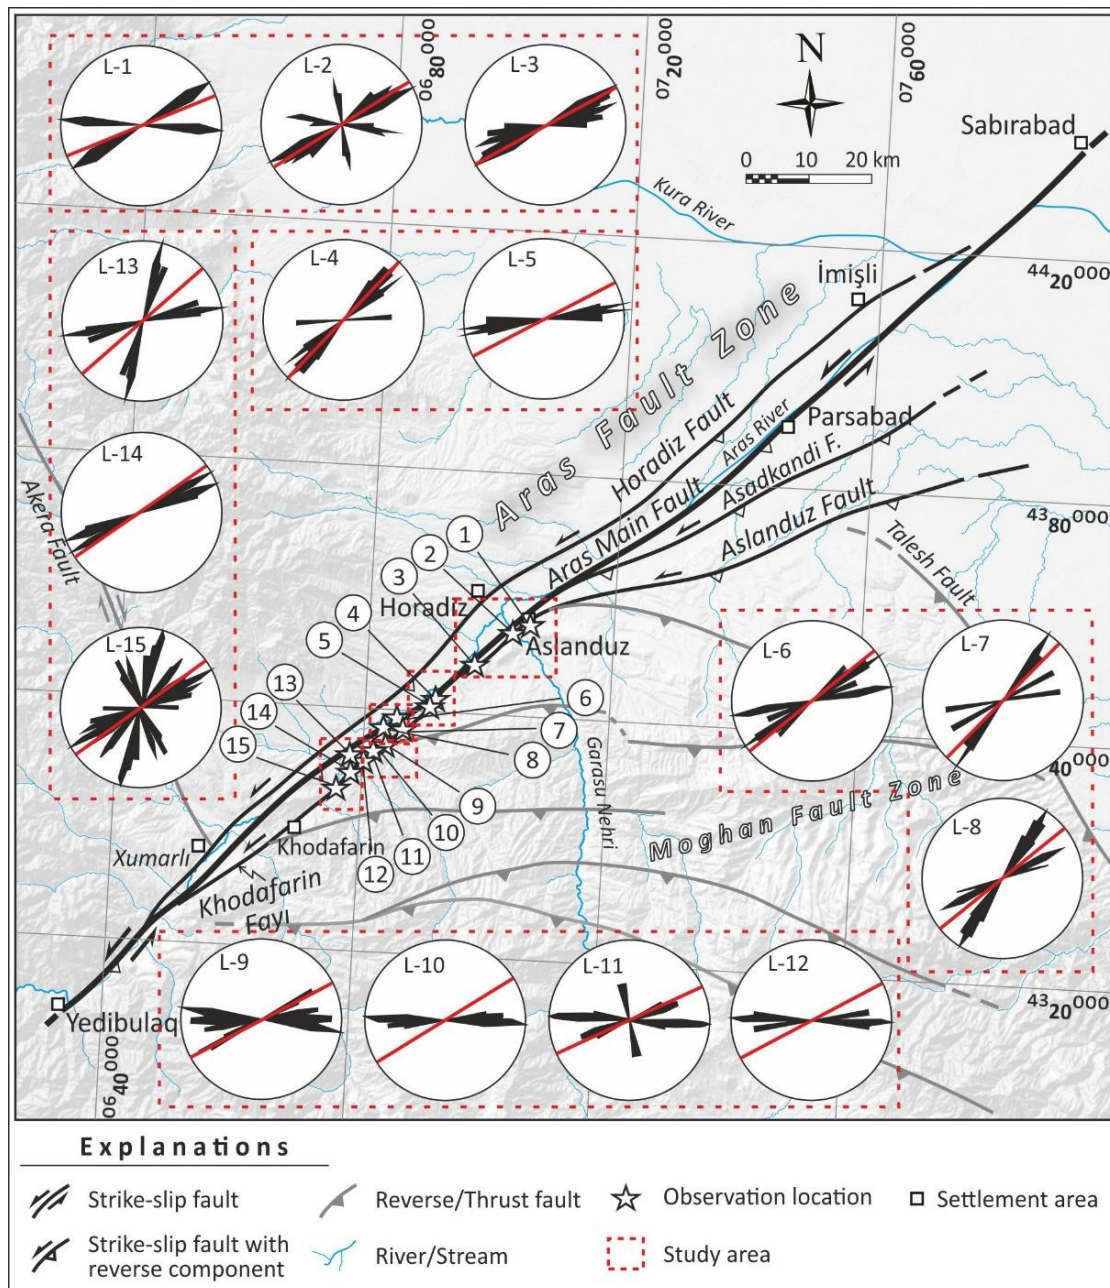 L-1
L-2
L-3
06 80 000
07 20 000
07 60 000
N
0 10 20 km
Sabırabad
Kura River
L-13
L-4
L-5
İmişli
44 20 000
Aras Fault Zone
Horadiz Fault
Aras River
Parsabad
Aras Main Fault
Asadkandi F.
Aslanduz Fault
Talesh Fault
43 80 000
L-14
Akera Fault
1
2
3
Horadiz
Aslanduz
4
5
L-15
13
14
15
6
7
8
9
10
11
12
L-6
L-7
40 000
Garasu Nehri
Moghan Fault Zone
Xumarlı
Khodafarin
Khodafarin
Fayı
L-8
L-9
L-10
L-11
L-12
43 20 000
Yedibulaq
06 40 000
Explanations
Strike-slip fault
Reverse/Thrust fault
Observation location
Settlement area
Strike-slip fault with
reverse component
River/Stream
Study area